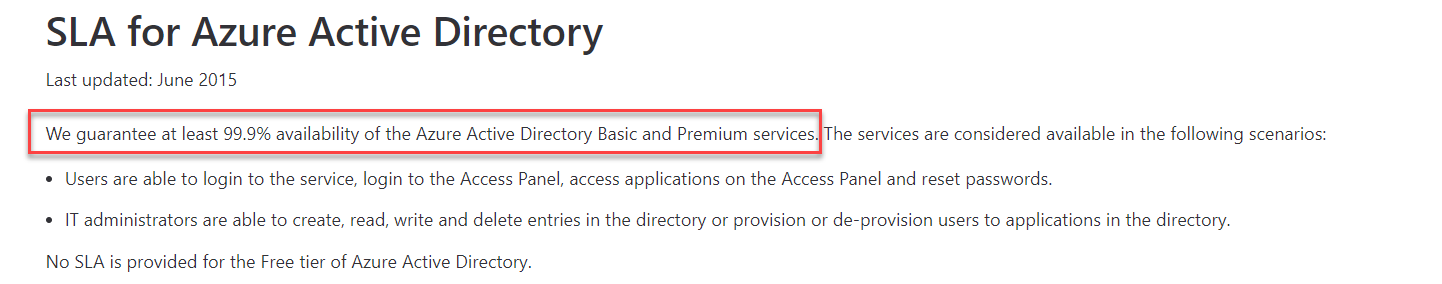 SLA for Azure Active Directory
Last updated: June 2015
We guarantee at least 99.9% availability of the Azure Active Directory Basic and Premium services. The services are considered available in the following scenarios:
• Users are able to login to the service, login to the Access Panel, access applications on the Access Panel and reset passwords.
• IT administrators are able to create, read, write and delete entries in the directory or provision or de-provision users to applications in the directory.
No SLA is provided for the Free tier of Azure Active Directory.